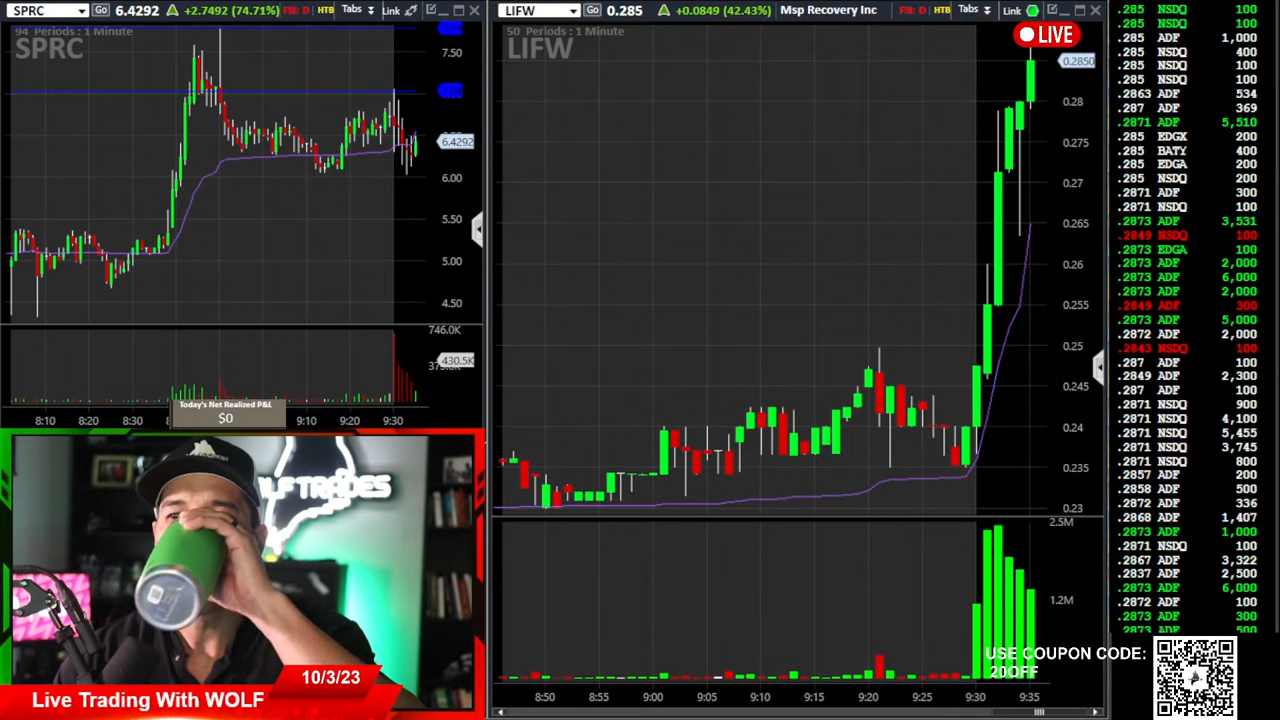 SPRC Go 6.4292 +2.7492 (74.71%) FSI: D HTB Tabs Link
94 Periods : 1 Minute
SPRC
7.50
6.4292
6.00
5.50
5.00
4.50
746.0K
430.5K
8:10 8:20 8:30 9:10 9:20 9:30
Today's Net Realized P&L
$0
LIFW Go 0.285 +0.0849 (42.43%) Msp Recovery Inc FSI: D HTB Tabs Link
50 Periods : 1 Minute
LIFW
LIVE
0.2850
0.28
0.275
0.27
0.265
0.26
0.255
0.25
0.245
0.24
0.235
0.23
2.5M
1.2M
8:50 8:55 9:00 9:05 9:10 9:15 9:20 9:25 9:30 9:35
.285 NSDQ 100
.285 NSDQ 100
.285 ADF 1,000
.285 NSDQ 400
.285 NSDQ 100
.285 NSDQ 100
.2863 ADF 534
.287 ADF 369
.2871 ADF 5,510
.285 EDGX 200
.285 BATY 400
.285 EDGA 200
.285 NSDQ 200
.2871 ADF 300
.2871 NSDQ 100
.2873 ADF 3,531
.2849 NSDQ 100
.2873 EDGA 100
.2873 ADF 2,000
.2873 ADF 6,000
.2873 ADF 2,000
.2849 ADF 300
.2873 ADF 5,000
.2872 ADF 2,000
.2843 NSDQ 100
.287 ADF 100
.2849 ADF 2,300
.287 ADF 100
.2871 NSDQ 900
.2871 NSDQ 4,100
.2871 NSDQ 5,455
.2871 NSDQ 3,745
.2871 NSDQ 800
.2857 ADF 200
.2858 ADF 500
.2872 ADF 336
.2868 ADF 1,407
.2873 ADF 1,000
.2871 NSDQ 100
.2867 ADF 3,322
.2837 ADF 2,500
.2873 ADF 6,000
.2872 ADF 100
.2873 ADF 300
.2873 ADF 500
LFTRADES
10/3/23
Live Trading With WOLF
USE COUPON CODE:
20OFF